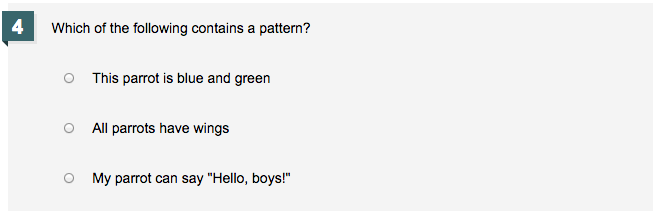 4 Which of the following contains a pattern?
This parrot is blue and green
All parrots have wings
My parrot can say "Hello, boys!"